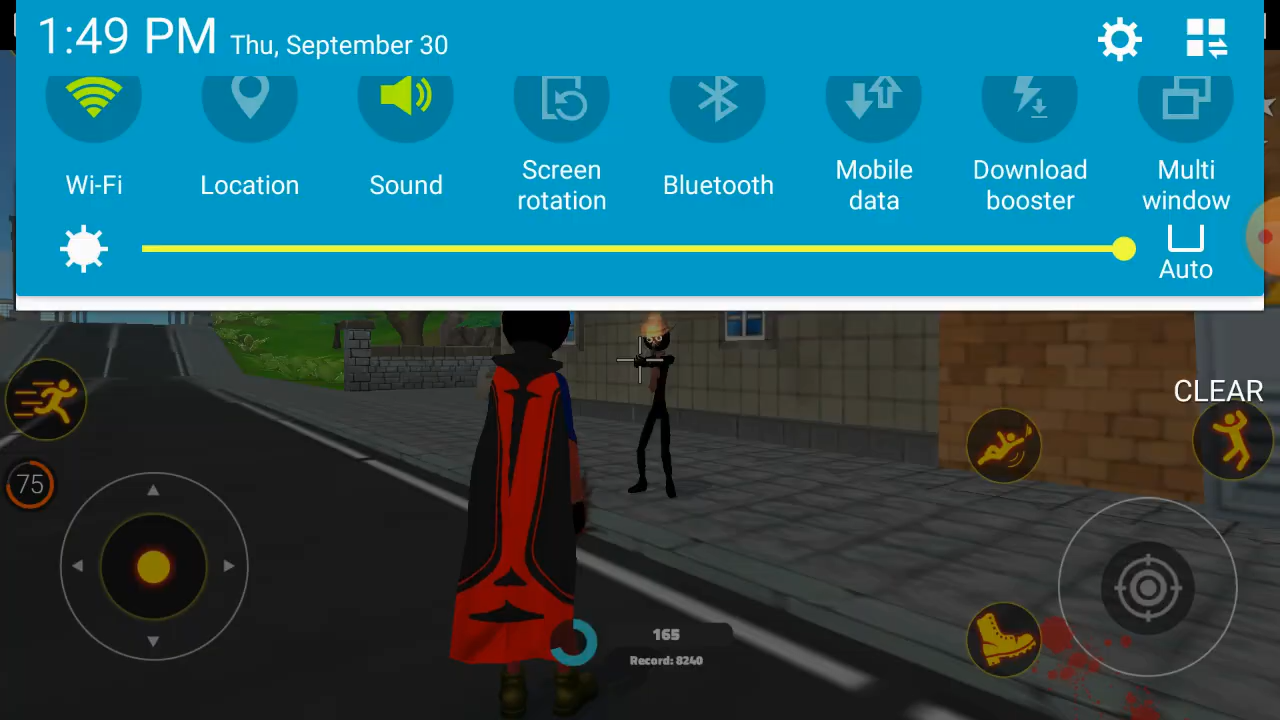 1:49 PM Thu, September 30
Wi-Fi
Location
Sound
Screen
rotation
Bluetooth
Mobile
data
Download
booster
Multi
window
Auto
CLEAR
75
165
Record: 8240